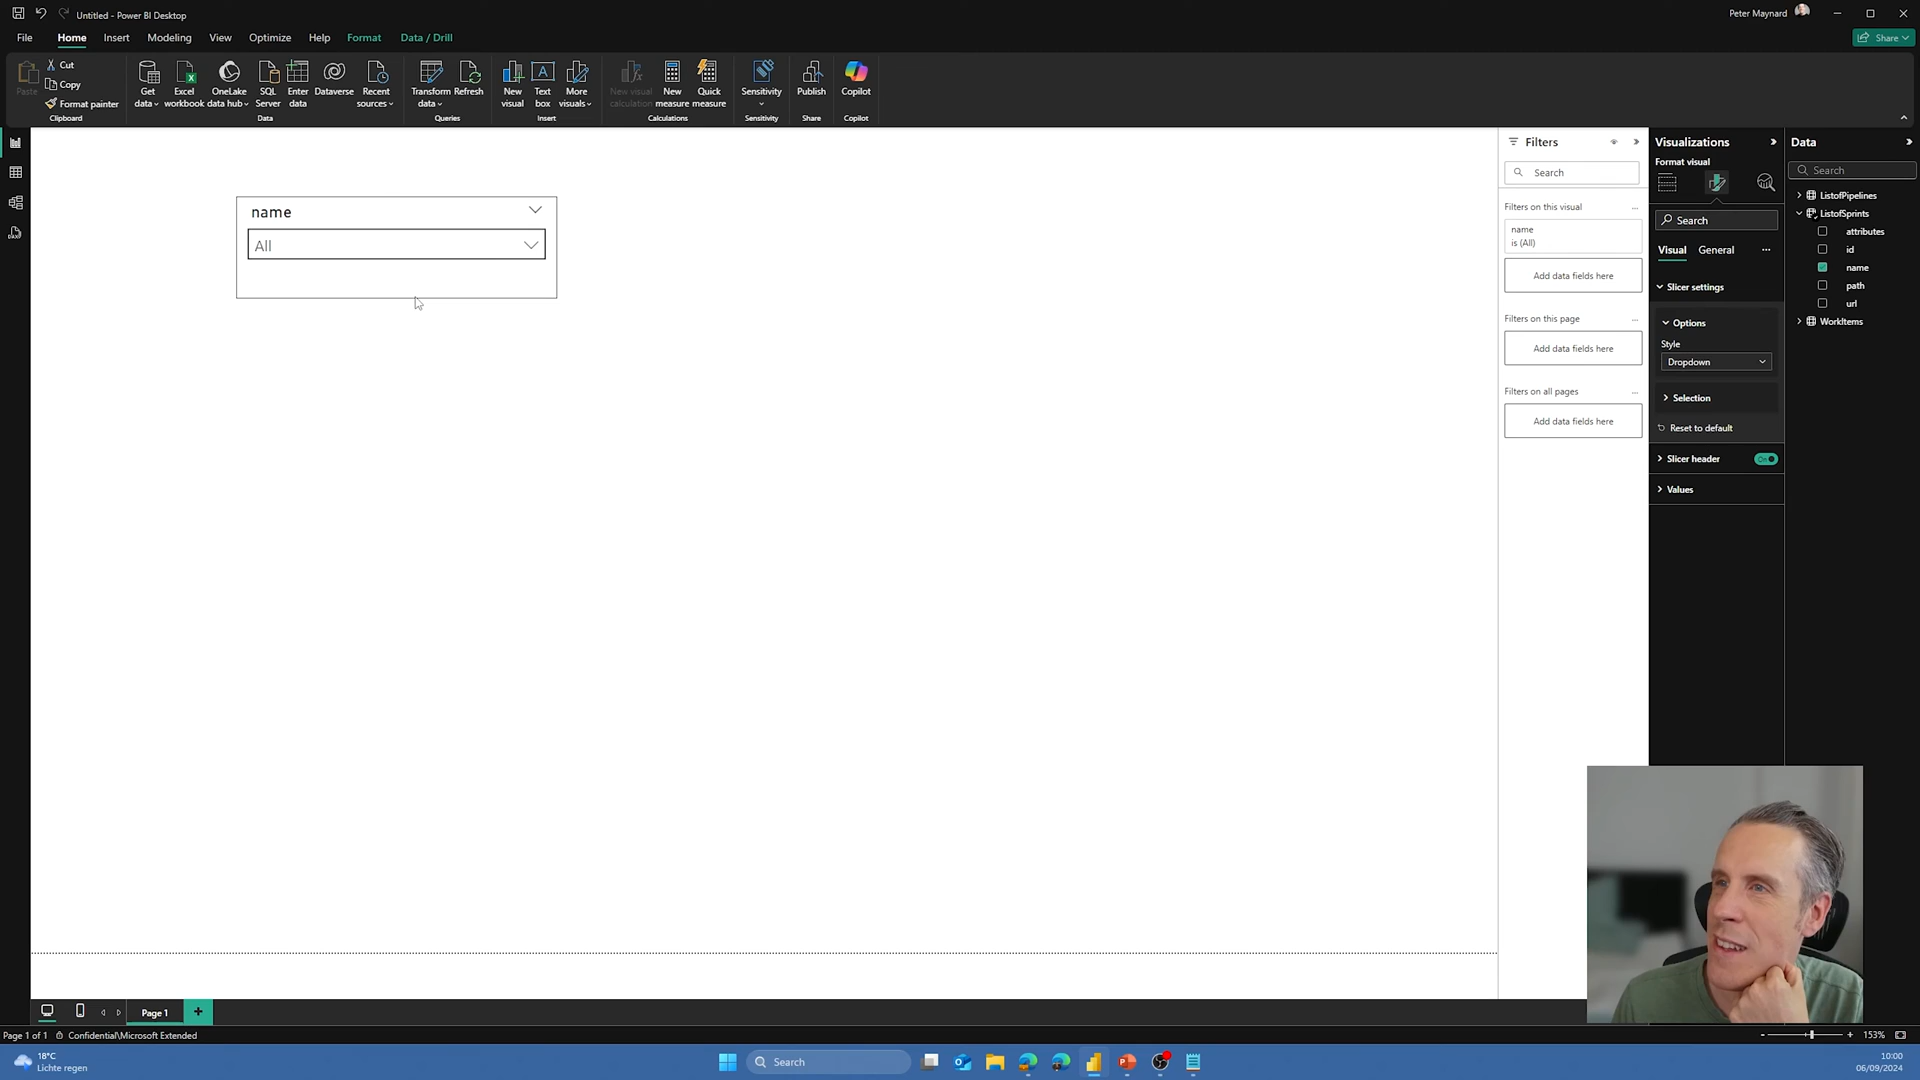 Untitled - Power BI Desktop
Peter Maynard
File Home Insert Modeling View Optimize Help Format Data / Drill
Share
Paste
Cut
Copy
Format painter
Clipboard
Get data
Excel workbook
OneLake data hub
SQL Server
Enter data
Dataverse
Recent sources
Data
Transform data
Refresh
Queries
New visual
Text box
More visuals
Insert
New visual calculation
New measure
Quick measure
Calculations
Sensitivity
Sensitivity
Publish
Share
Copilot
Copilot
name
All
Filters
Search
Filters on this visual
...
name
is (All)
Add data fields here
Filters on this page
...
Add data fields here
Filters on all pages
...
Add data fields here
Visualizations
Format visual
Search
Visual General ...
Slicer settings
Options
Style
Dropdown
Selection
Reset to default
Slicer header
Values
Data
Search
ListofPipelines
ListofSprints
attributes
id
name
path
url
WorkItems
Page 1
+
Page 1 of 1
Confidential\Microsoft Extended
- + 153%
18°C
Lichte regen
Search
10:00
06/09/2024